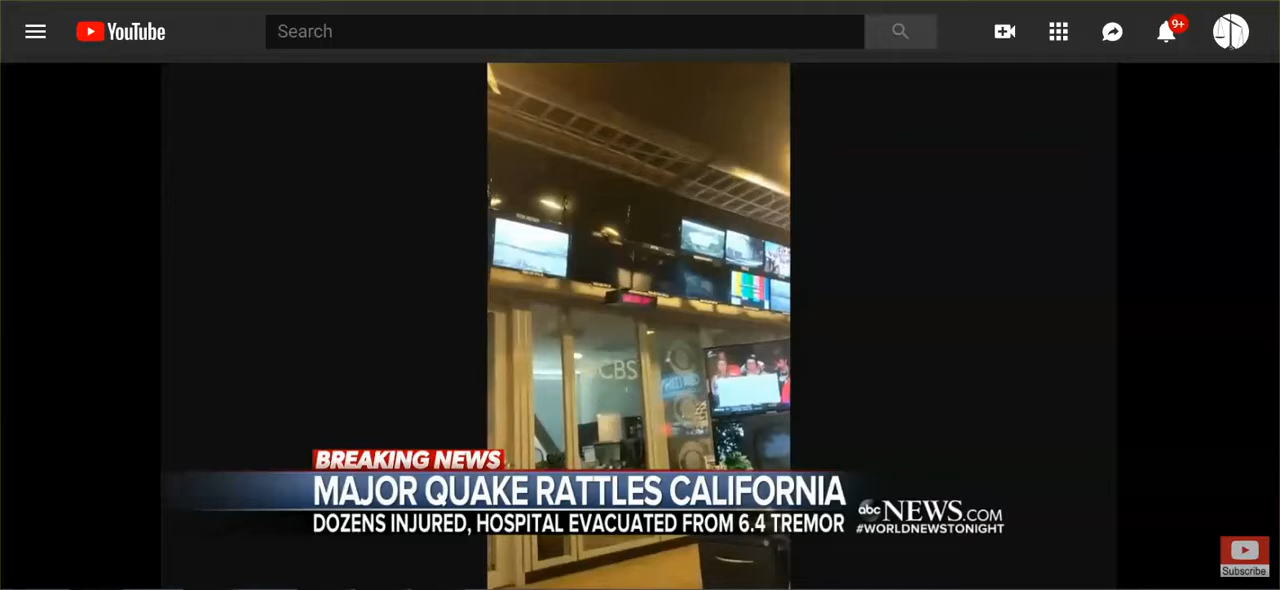 YouTube
Search
9+
CBS
BREAKING NEWS
MAJOR QUAKE RATTLES CALIFORNIA
DOZENS INJURED, HOSPITAL EVACUATED FROM 6.4 TREMOR
abc NEWS.COM
#WORLDNEWSTONIGHT
Subscribe